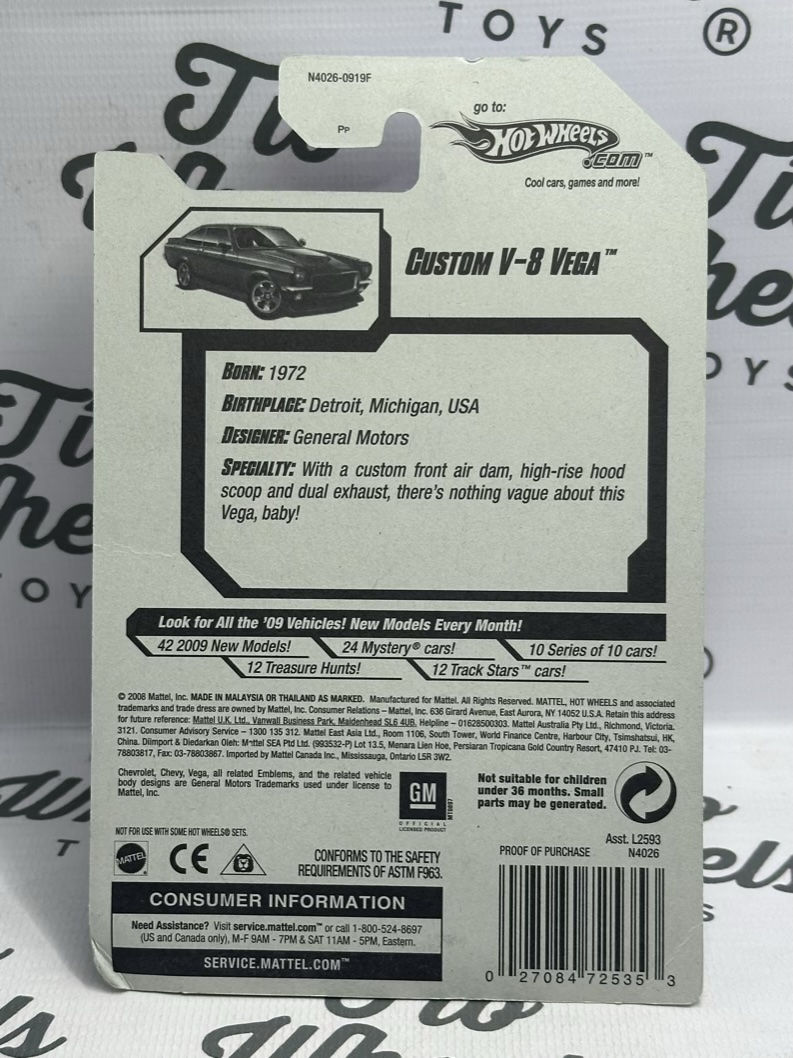 TOYS ®
N4026-0919F
PP
go to:
HOT WHEELS
.COM™
Cool cars, games and more!
CUSTOM V-8 VEGA™
BORN: 1972
BIRTHPLACE: Detroit, Michigan, USA
DESIGNER: General Motors
SPECIALTY: With a custom front air dam, high-rise hood
scoop and dual exhaust, there's nothing vague about this
Vega, baby!
Look for All the '09 Vehicles! New Models Every Month!
42 2009 New Models! 24 Mystery® cars! 10 Series of 10 cars!
12 Treasure Hunts! 12 Track Stars™ cars!
© 2008 Mattel, Inc. MADE IN MALAYSIA OR THAILAND AS MARKED. Manufactured for Mattel. All Rights Reserved. MATTEL, HOT WHEELS and associated
trademarks and trade dress are owned by Mattel, Inc. Consumer Relations – Mattel, Inc. 636 Girard Avenue, East Aurora, NY 14052 U.S.A. Retain this address
for future reference: Mattel U.K. Ltd., Vanwall Business Park, Maidenhead SL6 4UB. Helpline – 01628500303. Mattel Australia Pty Ltd., Richmond, Victoria.
3121. Consumer Advisory Service – 1300 135 312. Mattel East Asia Ltd., Room 1106, South Tower, World Finance Centre, Harbour City, Tsimshatsui, HK,
China. Diimport & Diedarkan Oleh: Mattel SEA Ptd Ltd. (993532-P) Lot 13.5, Menara Lien Hoe, Persiaran Tropicana Gold Country Resort, 47410 PJ. Tel: 03-
78803817, Fax: 03-78803867. Imported by Mattel Canada Inc., Mississauga, Ontario L5R 3W2.
Chevrolet, Chevy, Vega, all related Emblems, and the related vehicle
body designs are General Motors Trademarks used under license to
Mattel, Inc.
GM
OFFICIAL
LICENSED PRODUCT
MT0897
Not suitable for children
under 36 months. Small
parts may be generated.
NOT FOR USE WITH SOME HOT WHEELS® SETS.
MATTEL
CE
CONFORMS TO THE SAFETY
REQUIREMENTS OF ASTM F963.
Asst. L2593
PROOF OF PURCHASE N4026
CONSUMER INFORMATION
Need Assistance? Visit service.mattel.com™ or call 1-800-524-8697
(US and Canada only), M-F 9AM - 7PM & SAT 11AM - 5PM, Eastern.
SERVICE.MATTEL.COM™
0 27084 72535 3